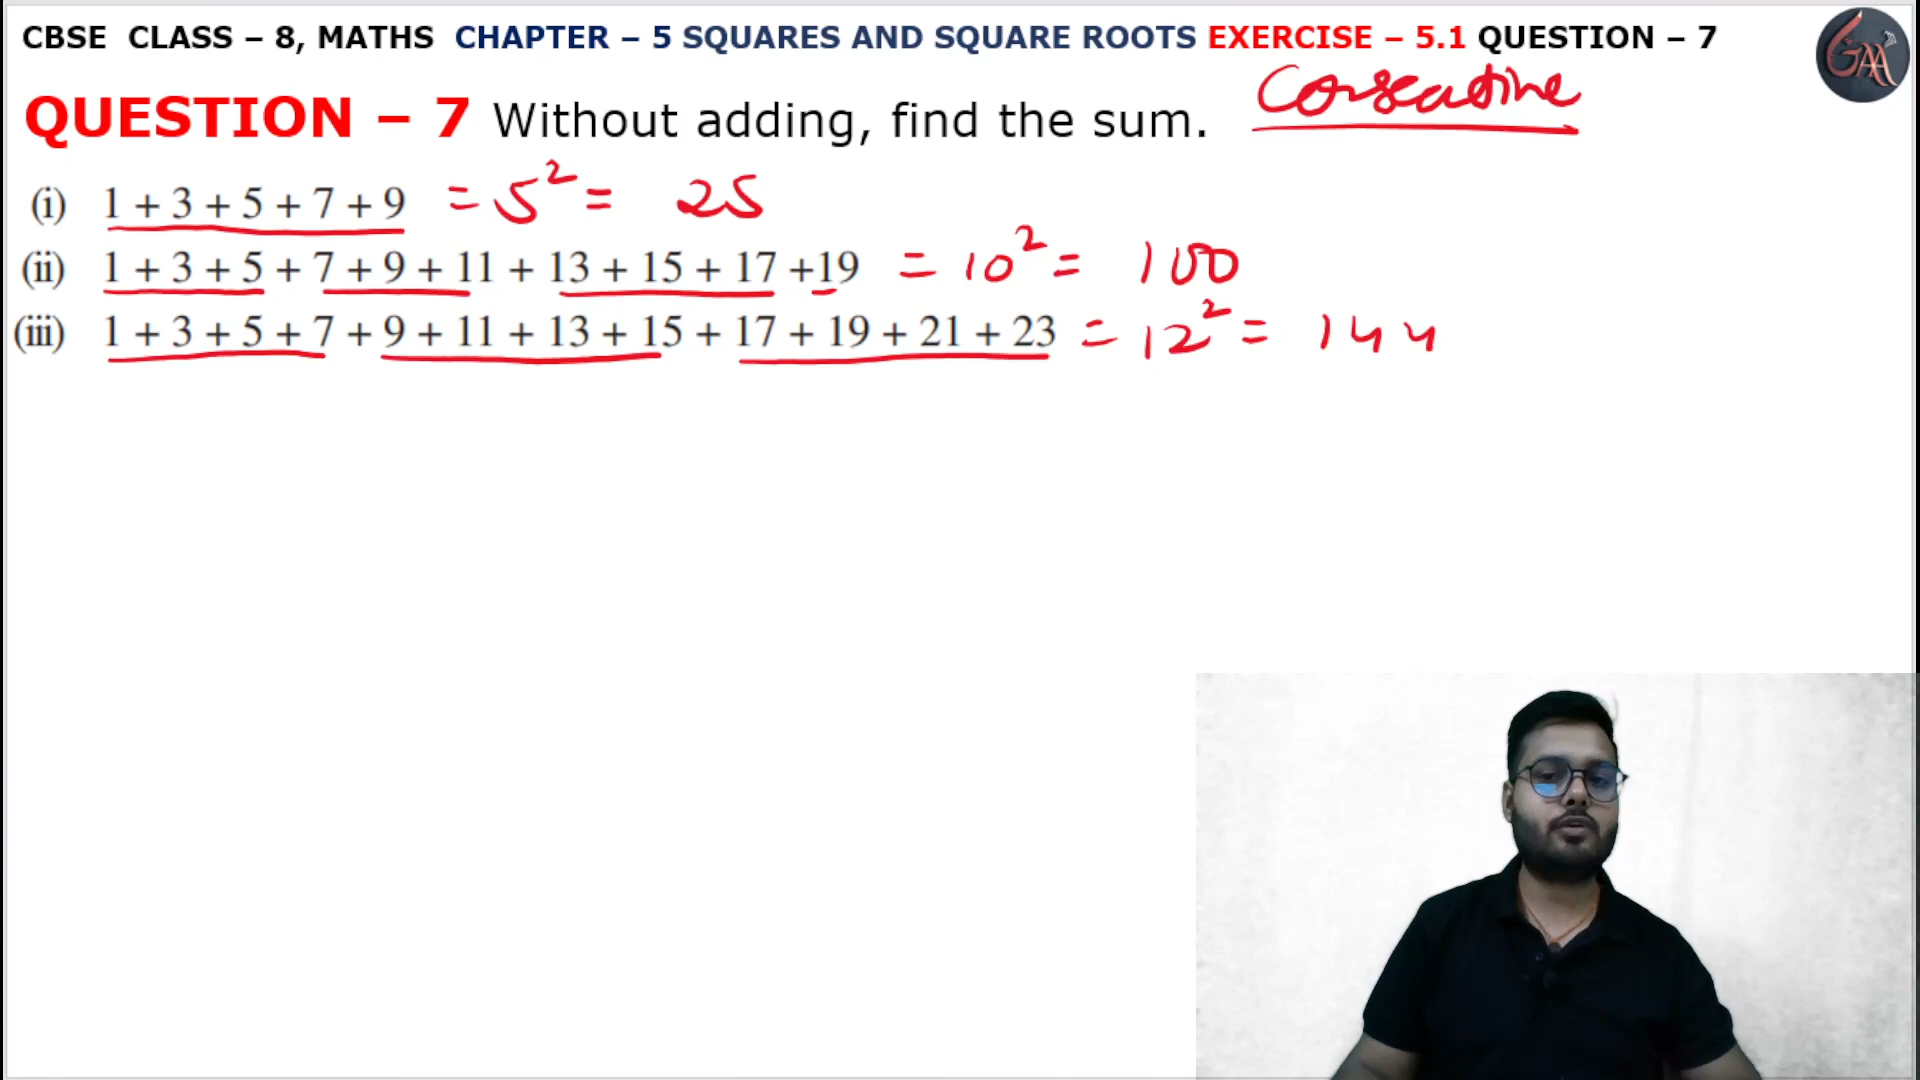 CBSE CLASS – 8, MATHS CHAPTER – 5 SQUARES AND SQUARE ROOTS EXERCISE – 5.1 QUESTION – 7
QUESTION – 7 Without adding, find the sum. Consecutive
(i) 1 + 3 + 5 + 7 + 9 = 5² = 25
(ii) 1 + 3 + 5 + 7 + 9 + 11 + 13 + 15 + 17 +19 = 10² = 100
(iii) 1 + 3 + 5 + 7 + 9 + 11 + 13 + 15 + 17 + 19 + 21 + 23 = 12² = 144